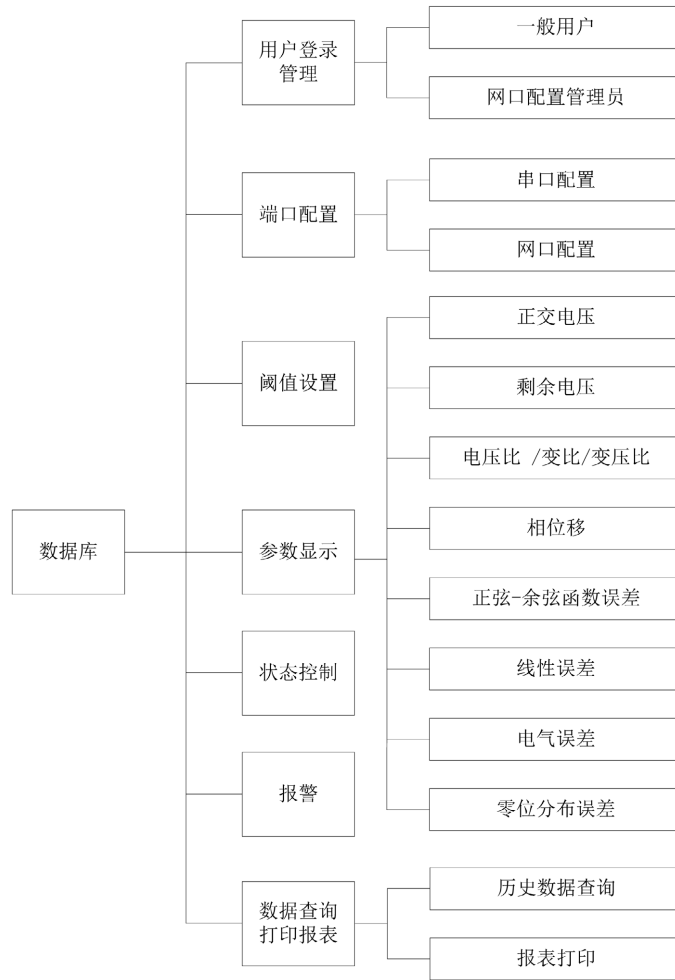 用户登录
管理
一般用户
网口配置管理员
端口配置
串口配置
网口配置
阈值设置
数据库
参数显示
正交电压
剩余电压
电压比 /变比/变压比
相位移
正弦-余弦函数误差
线性误差
电气误差
零位分布误差
状态控制
报警
数据查询
打印报表
历史数据查询
报表打印